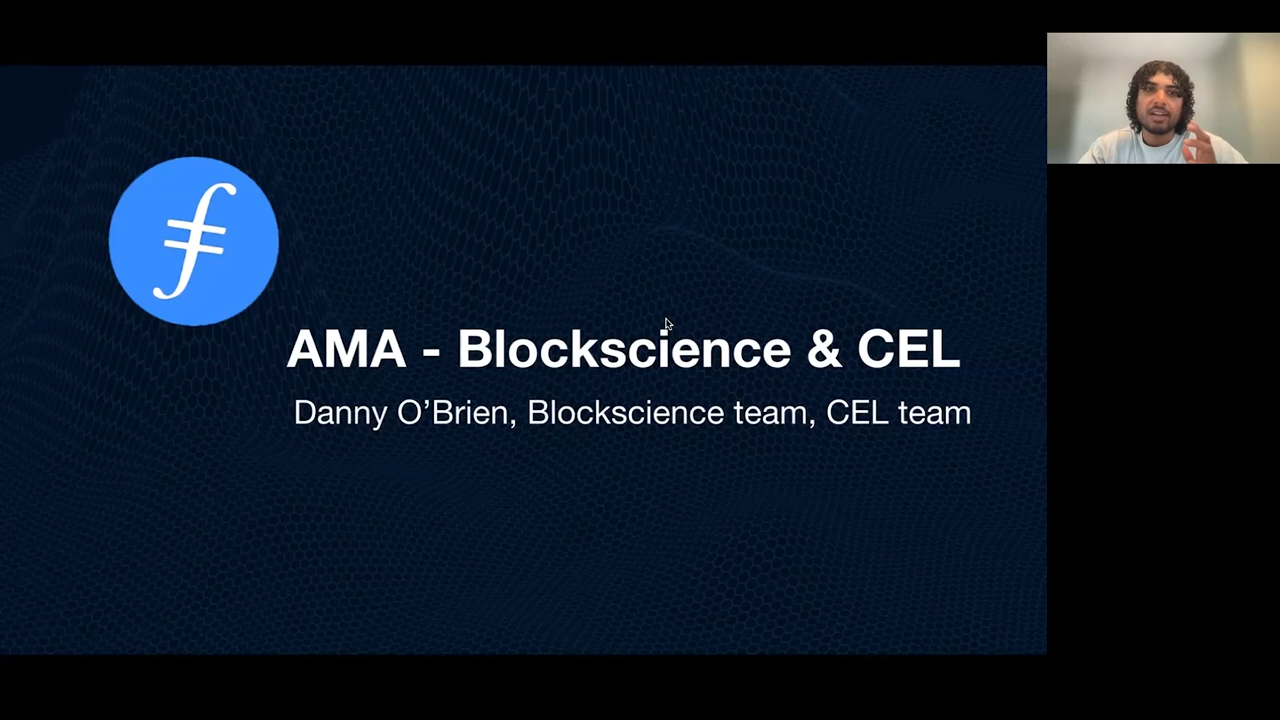 AMA - Blockscience & CEL
Danny O’Brien, Blockscience team, CEL team